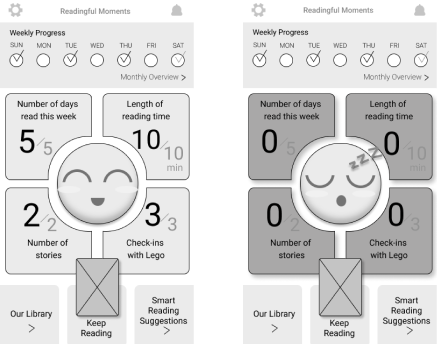 Readingful Moments
Weekly Progress
SUN MON TUE WED THU FRI SAT
Monthly Overview >
Number of days
read this week
5/5
Length of
reading time
10/10
min
2/2
Number of
stories
3/3
Check-ins
with Lego
Our Library
>
Keep
Reading
Smart
Reading
Suggestions
>
Readingful Moments
Weekly Progress
SUN MON TUE WED THU FRI SAT
Monthly Overview >
Number of days
read this week
0/5
Length of
reading time
zzz
0/10
min
0/2
Number of
stories
0/3
Check-ins
with Lego
Our Library
>
Keep
Reading
Smart
Reading
Suggestions
>